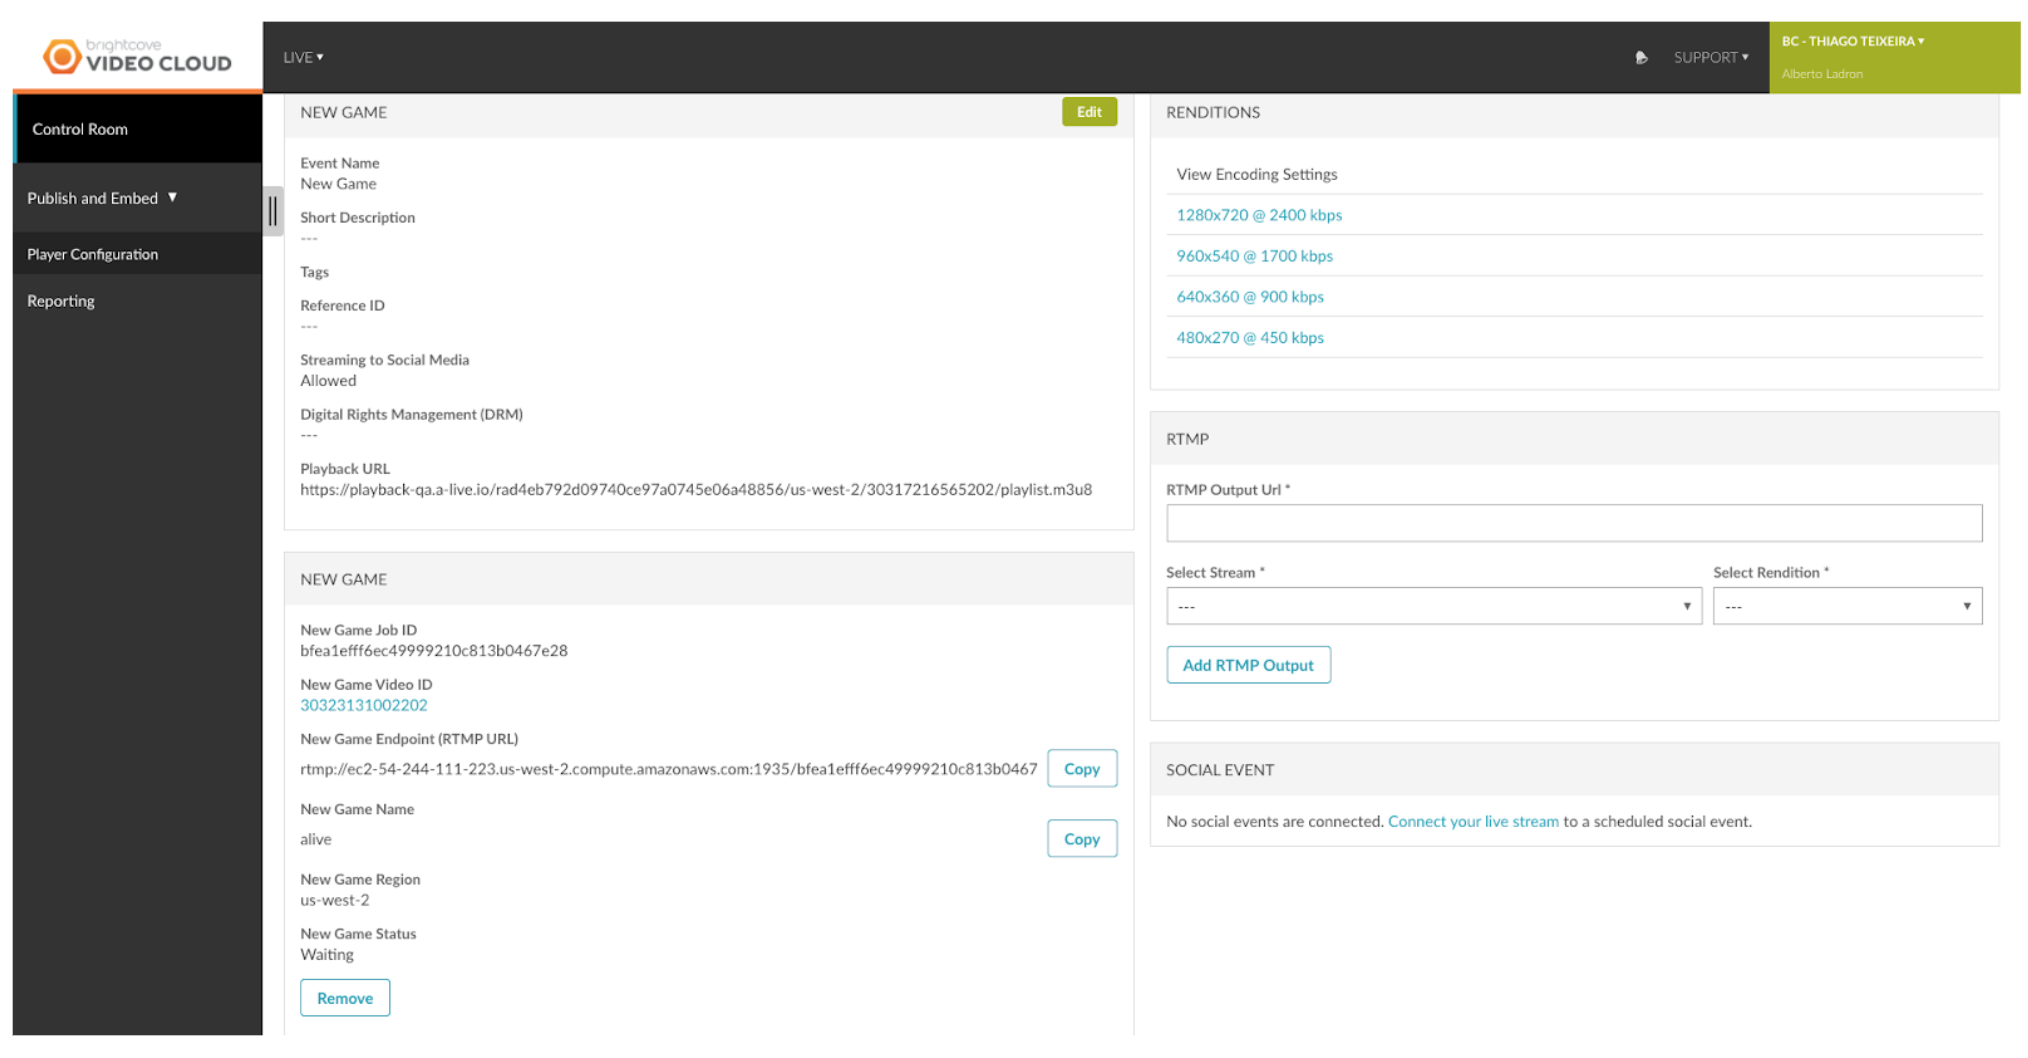 brightcove
VIDEO CLOUD
LIVE ▾
SUPPORT ▾
BC - THIAGO TEIXEIRA ▾
Alberto Ladron
Control Room
Publish and Embed ▼
Player Configuration
Reporting
NEW GAME
Edit
Event Name
New Game
Short Description
---
Tags
Reference ID
---
Streaming to Social Media
Allowed
Digital Rights Management (DRM)
---
Playback URL
https://playback-qa.a-live.io/rad4eb792d09740ce97a0745e06a48856/us-west-2/30317216565202/playlist.m3u8
NEW GAME
New Game Job ID
bfea1efff6ec49999210c813b0467e28
New Game Video ID
30323131002202
New Game Endpoint (RTMP URL)
rtmp://ec2-54-244-111-223.us-west-2.compute.amazonaws.com:1935/bfea1efff6ec49999210c813b0467
Copy
New Game Name
alive
Copy
New Game Region
us-west-2
New Game Status
Waiting
Remove
RENDITIONS
View Encoding Settings
1280x720 @ 2400 kbps
960x540 @ 1700 kbps
640x360 @ 900 kbps
480x270 @ 450 kbps
RTMP
RTMP Output Url *
Select Stream *
Select Rendition *
---
---
Add RTMP Output
SOCIAL EVENT
No social events are connected. Connect your live stream to a scheduled social event.